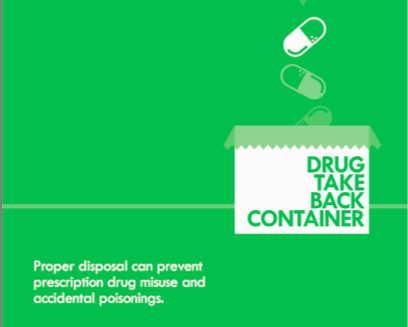 DRUG
TAKE
BACK
CONTAINER
Proper disposal can prevent
prescription drug misuse and
accidental poisonings.